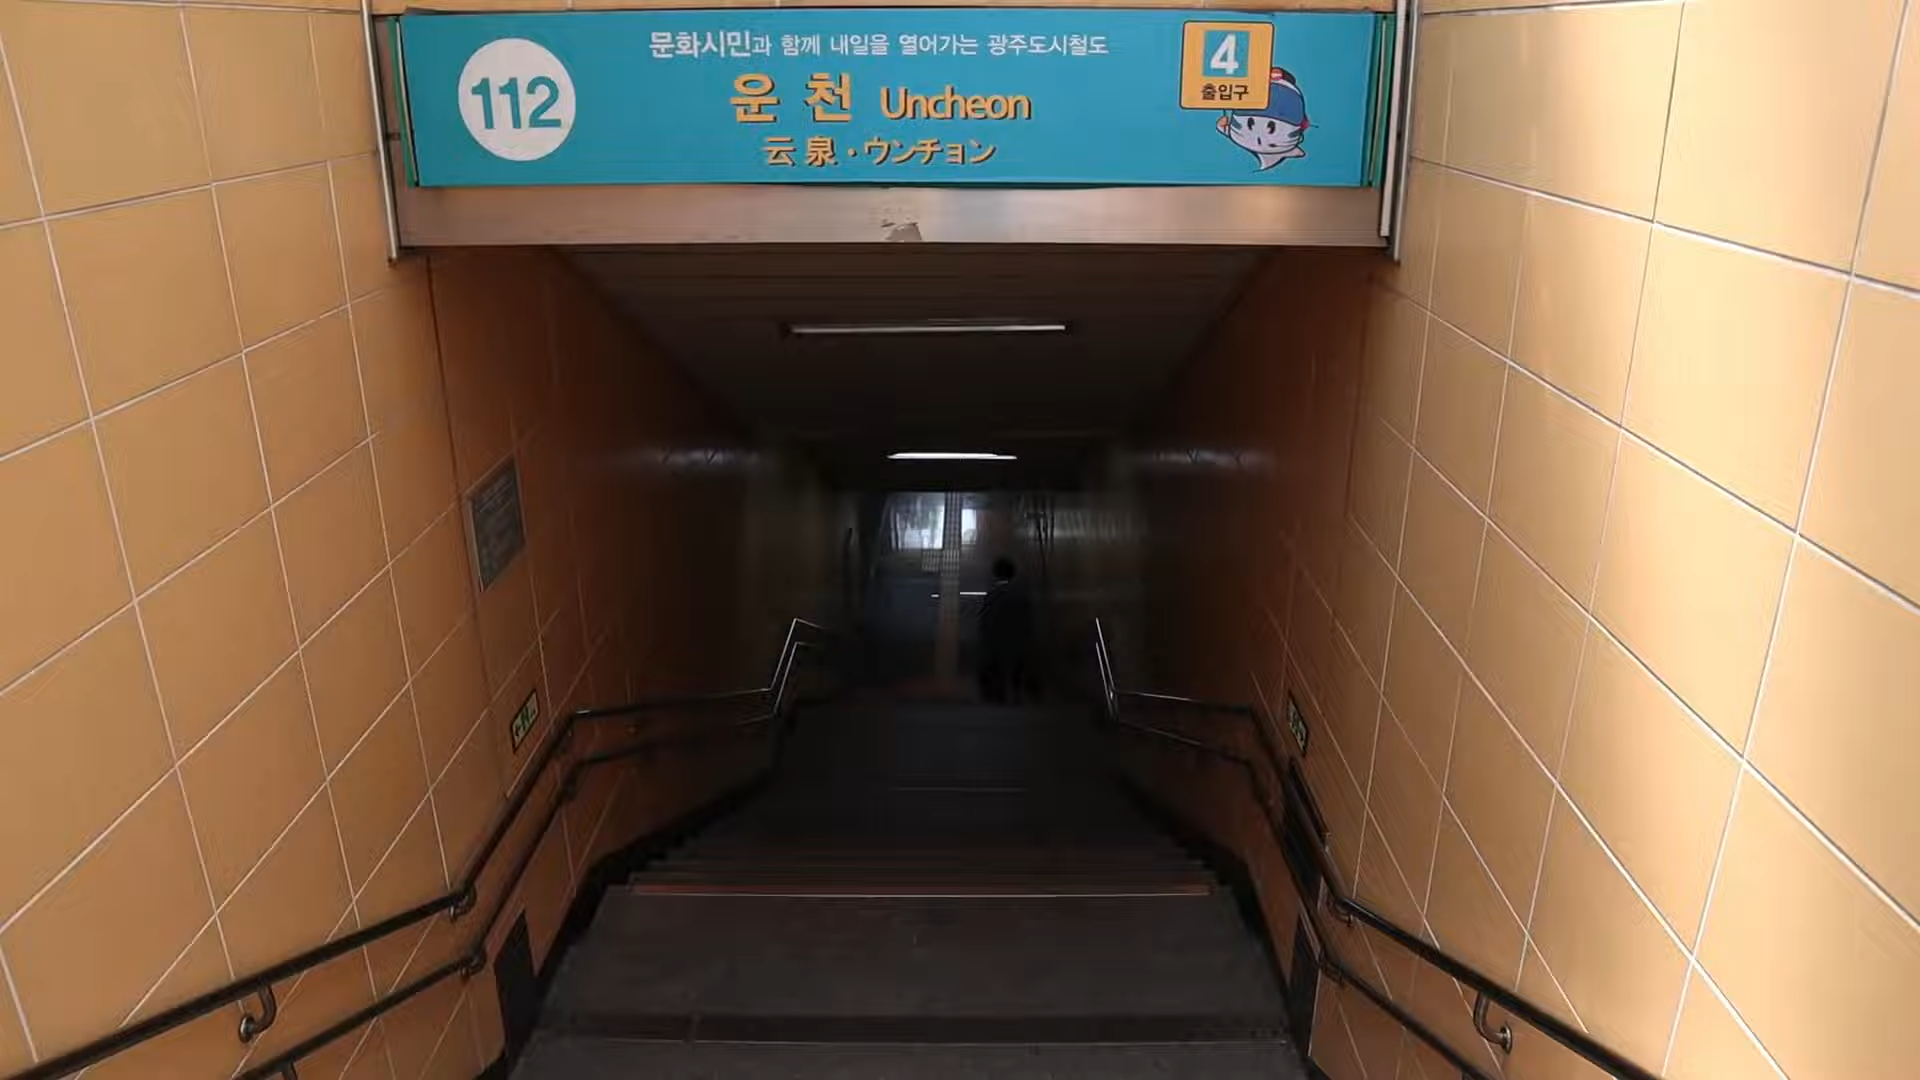 112
문화시민과 함께 내일을 열어가는 광주도시철도
운천 Uncheon
云泉·ウンチョン
4
출입구